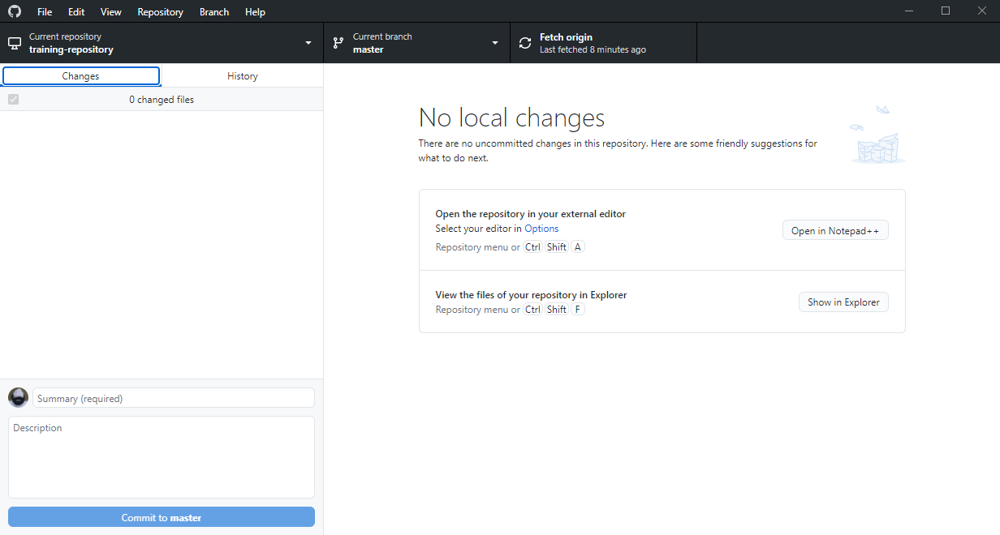 File Edit View Repository Branch Help
Current repository
training-repository
Current branch
master
Fetch origin
Last fetched 8 minutes ago
Changes
History
0 changed files
No local changes
There are no uncommitted changes in this repository. Here are some friendly suggestions for
what to do next.
Open the repository in your external editor
Select your editor in Options
Repository menu or Ctrl Shift A
Open in Notepad++
View the files of your repository in Explorer
Repository menu or Ctrl Shift F
Show in Explorer
Summary (required)
Description
Commit to master